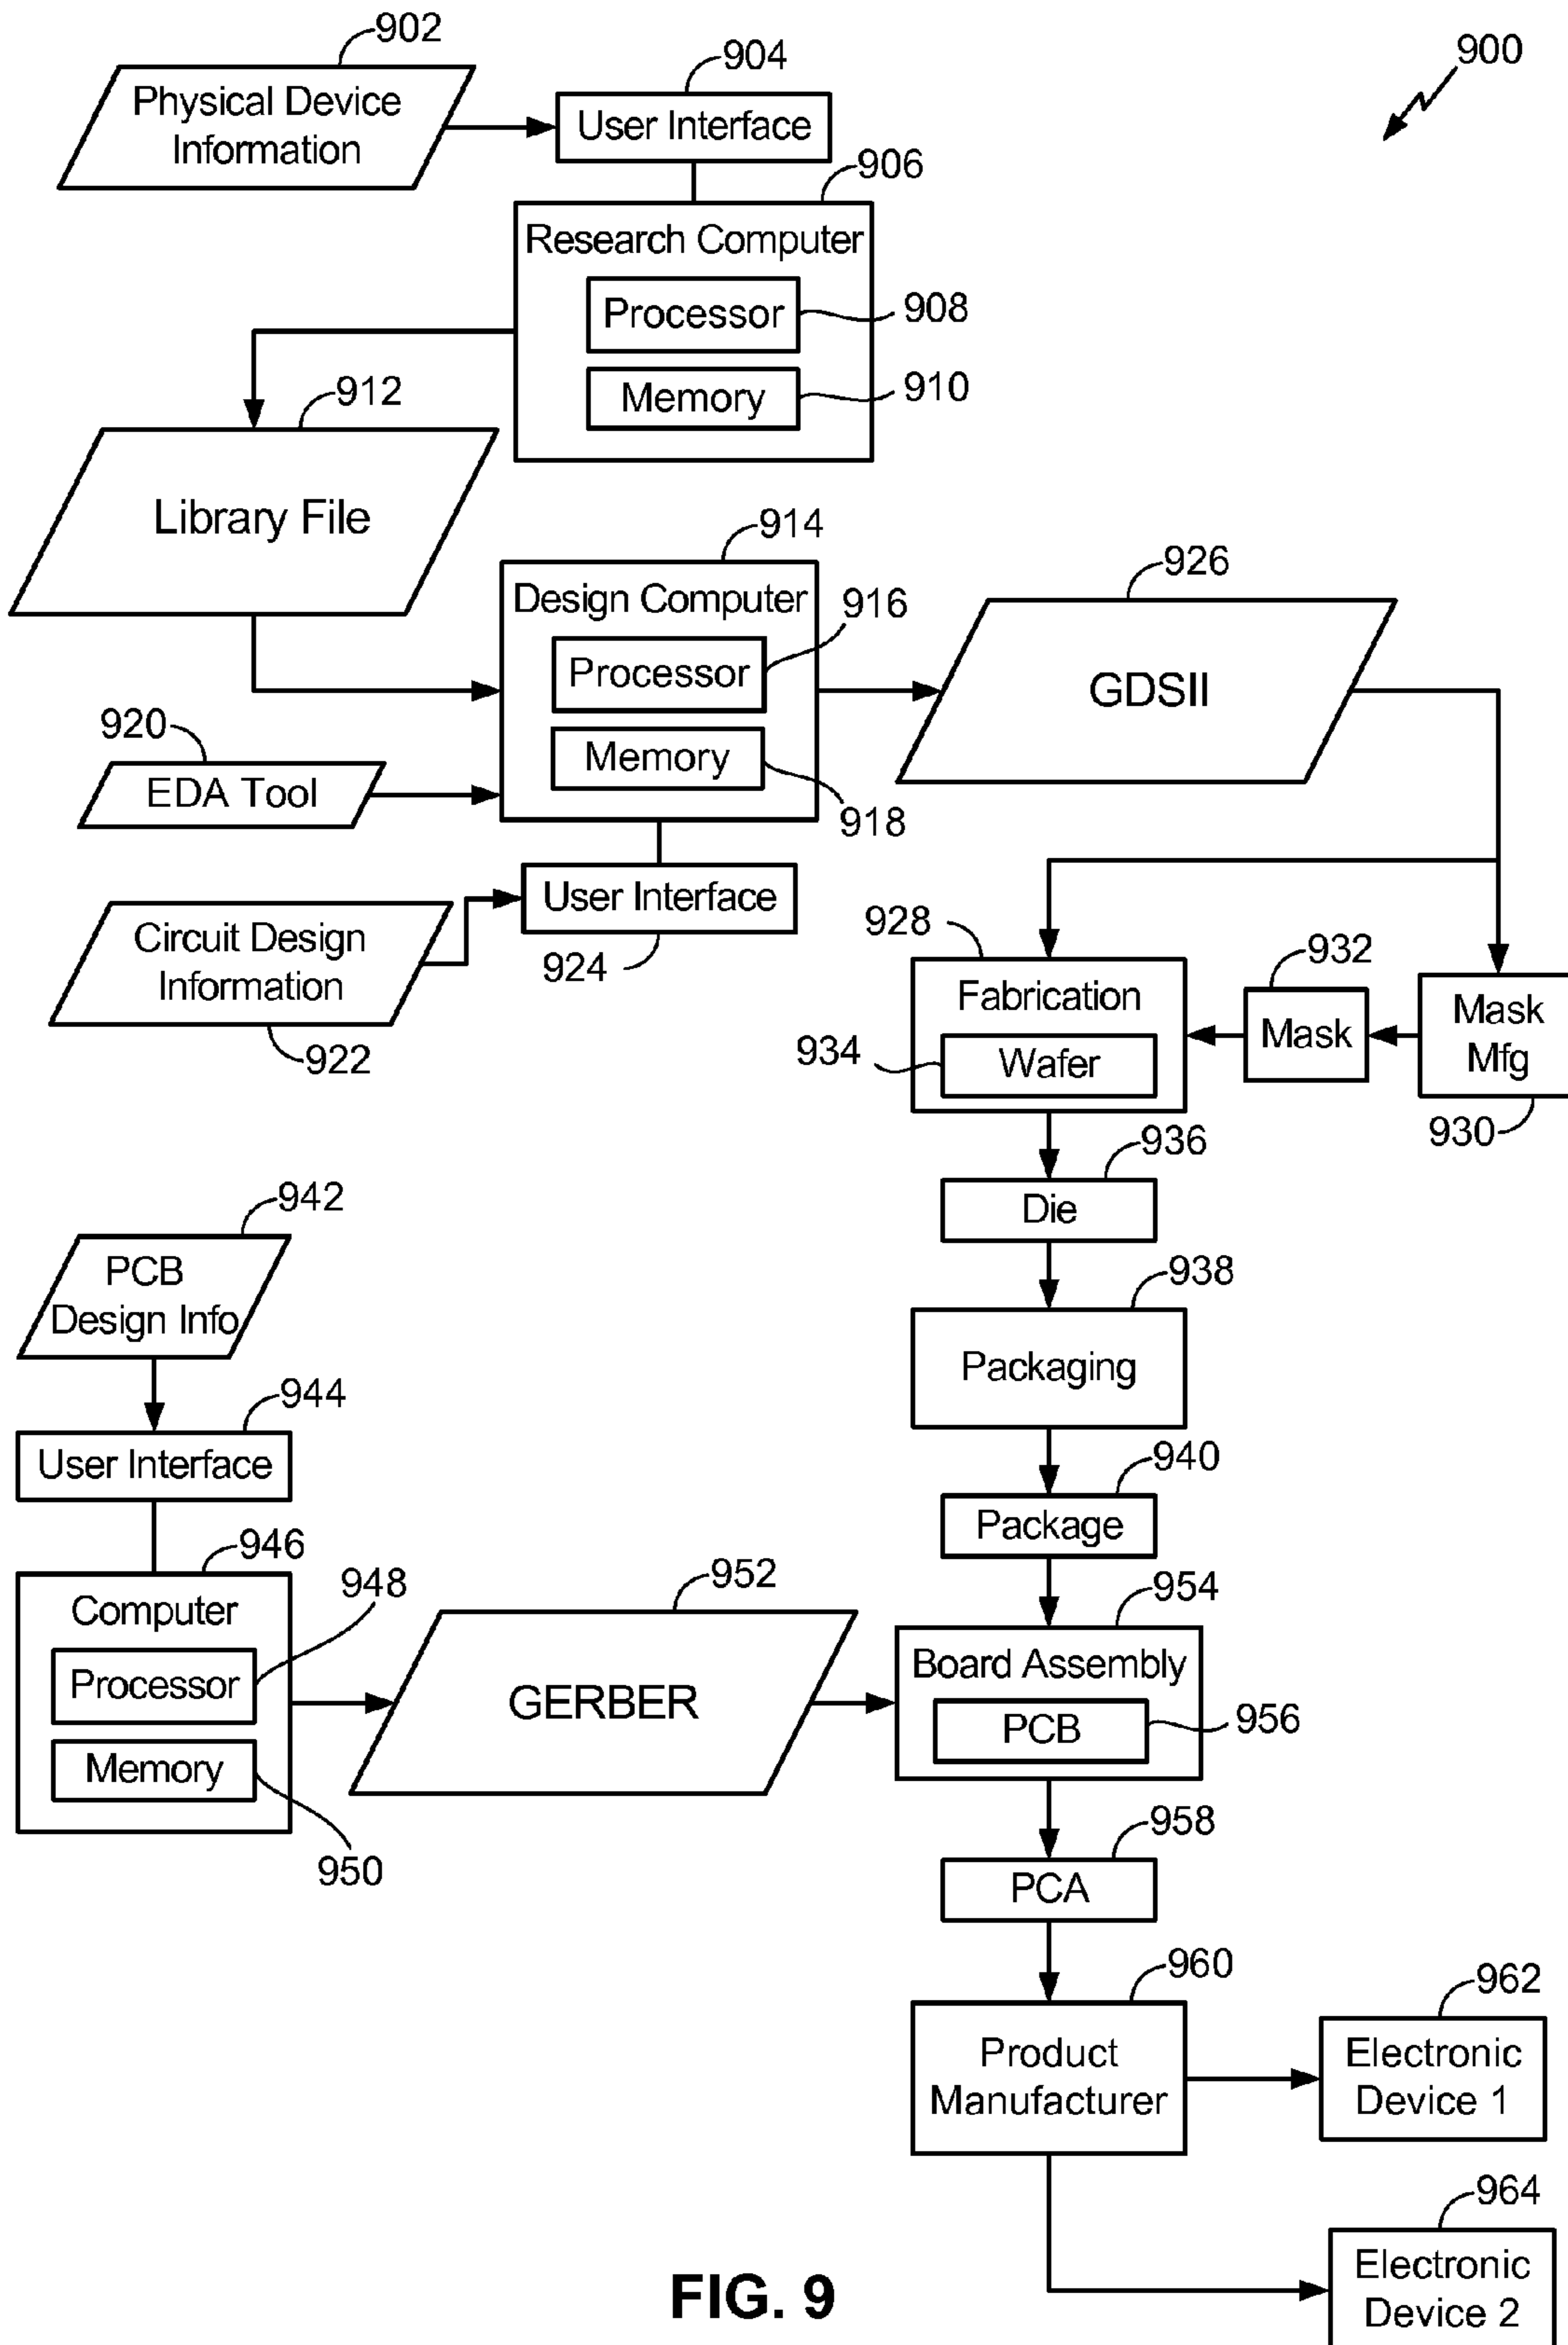 902
Physical Device
Information
904
User Interface
900
906
Research Computer
Processor
908
Memory
910
912
Library File
914
Design Computer
916
Processor
Memory
918
926
GDSII
920
EDA Tool
User Interface
924
Circuit Design
Information
922
928
Fabrication
934
Wafer
932
Mask
Mask
Mfg
930
936
Die
938
Packaging
940
Package
942
PCB
Design Info
944
User Interface
946
Computer
948
Processor
Memory
950
952
GERBER
954
Board Assembly
PCB
956
958
PCA
960
Product
Manufacturer
962
Electronic
Device 1
964
Electronic
Device 2
FIG. 9